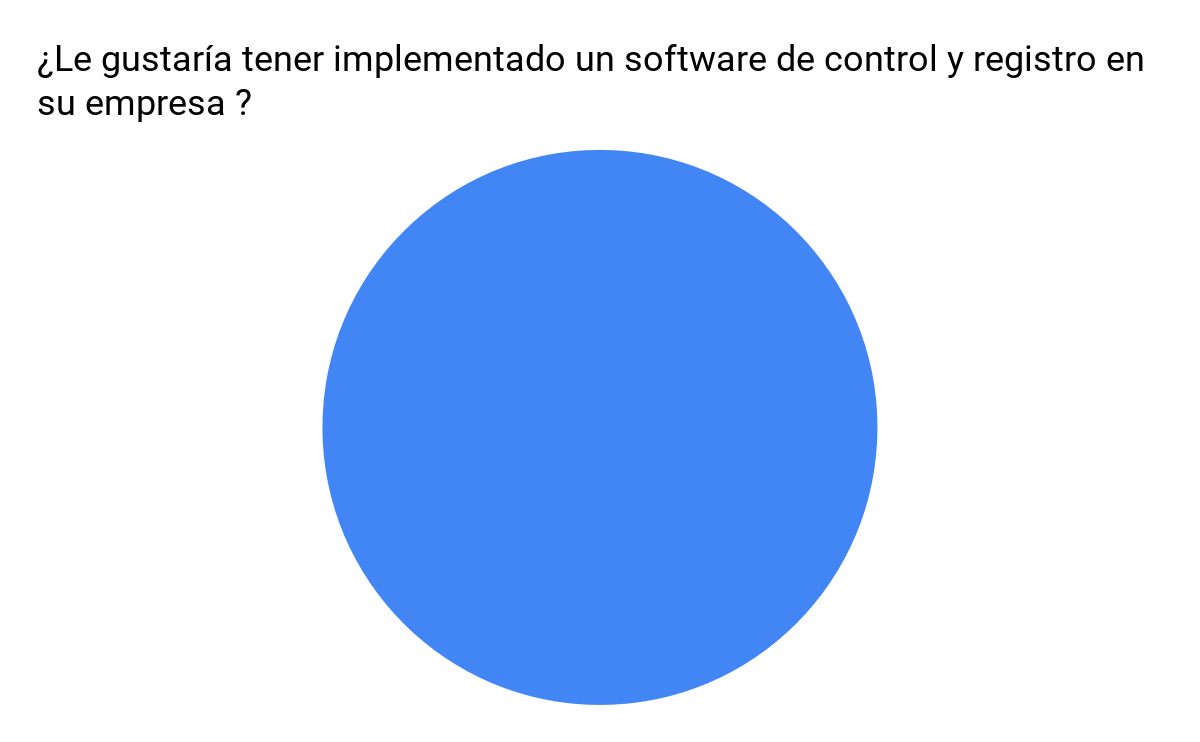 ¿Le gustaría tener implementado un software de control y registro en
su empresa ?